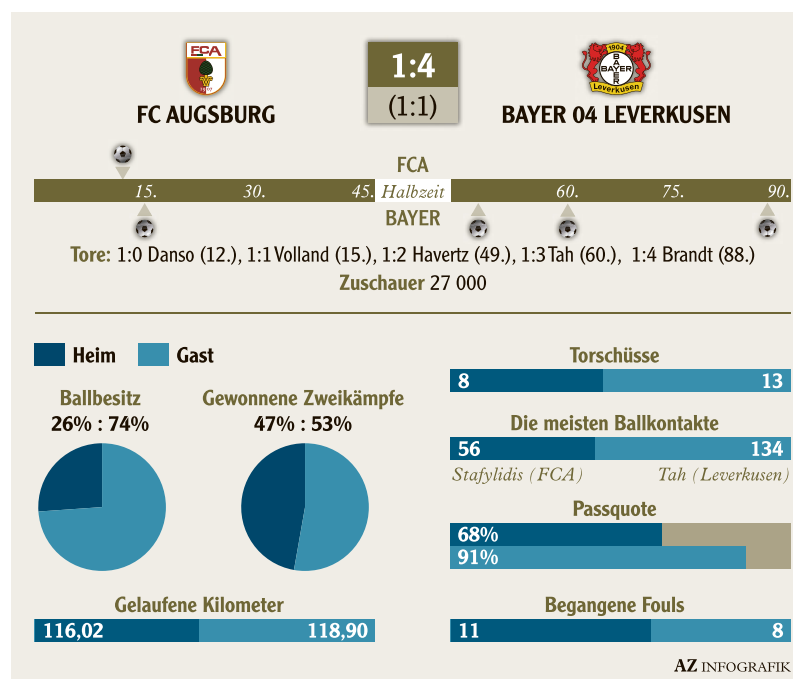 FCA
1907
1:4
(1:1)
1904
BAYER
BAYER
Leverkusen
FC AUGSBURG
BAYER 04 LEVERKUSEN
FCA
15. 30. 45. Halbzeit 60. 75. 90.
BAYER
Tore: 1:0 Danso (12.), 1:1 Volland (15.), 1:2 Havertz (49.), 1:3 Tah (60.), 1:4 Brandt (88.)
Zuschauer 27 000
Heim Gast
Ballbesitz
26% : 74%
Gewonnene Zweikämpfe
47% : 53%
Torschüsse
8 13
Die meisten Ballkontakte
56 134
Stafylidis (FCA) Tah (Leverkusen)
Passquote
68%
91%
Gelaufene Kilometer
116,02 118,90
Begangene Fouls
11 8
AZ INFOGRAFIK